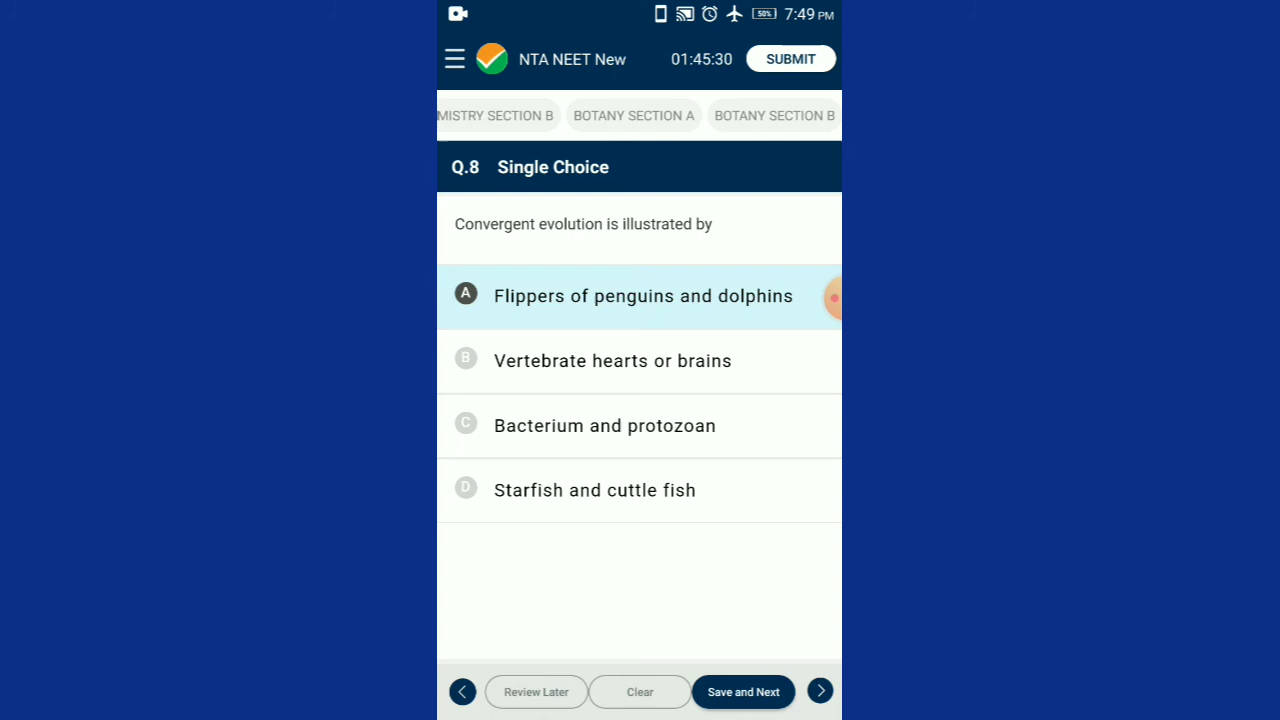 50% 7:49 PM
NTA NEET New 01:45:30 SUBMIT
MISTRY SECTION B BOTANY SECTION A BOTANY SECTION B
Q.8 Single Choice
Convergent evolution is illustrated by
A Flippers of penguins and dolphins
B Vertebrate hearts or brains
C Bacterium and protozoan
D Starfish and cuttle fish
Review Later Clear Save and Next